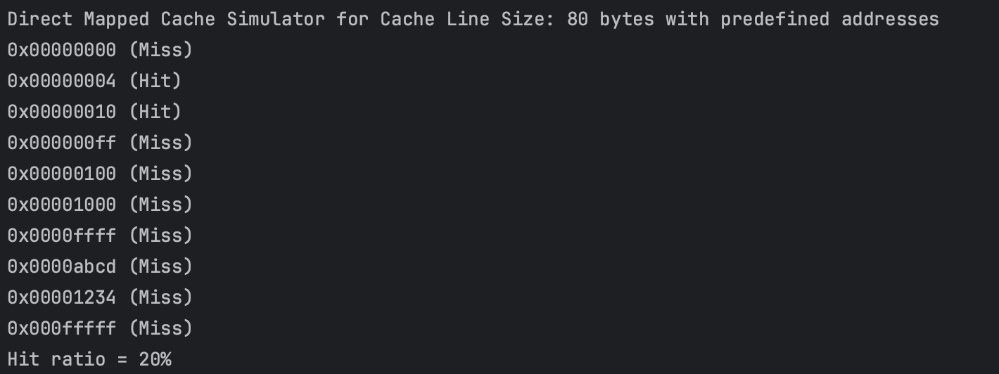 Direct Mapped Cache Simulator for Cache Line Size: 80 bytes with predefined addresses
0x00000000 (Miss)
0x00000004 (Hit)
0x00000010 (Hit)
0x000000ff (Miss)
0x00000100 (Miss)
0x00001000 (Miss)
0x0000ffff (Miss)
0x0000abcd (Miss)
0x00001234 (Miss)
0x000fffff (Miss)
Hit ratio = 20%